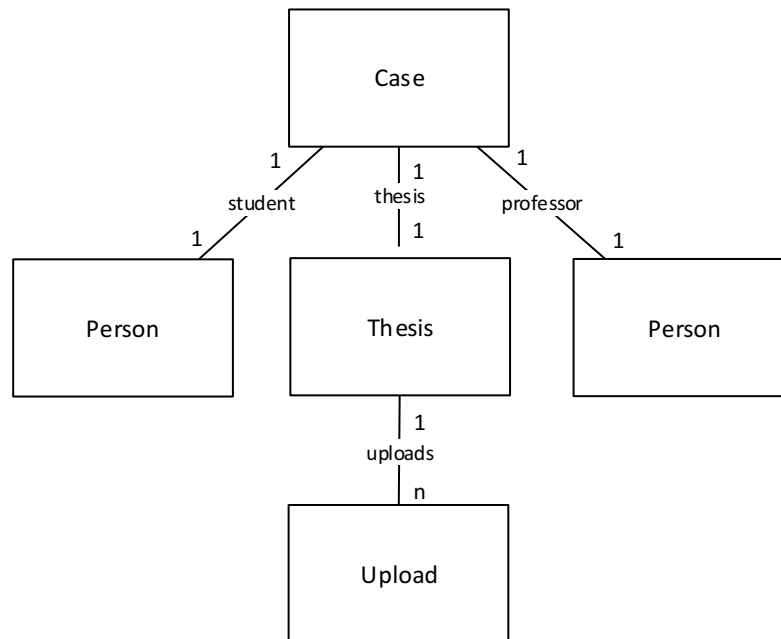 Case
1
1
1
student
thesis
professor
1
1
1
Person
Thesis
Person
1
uploads
n
Upload